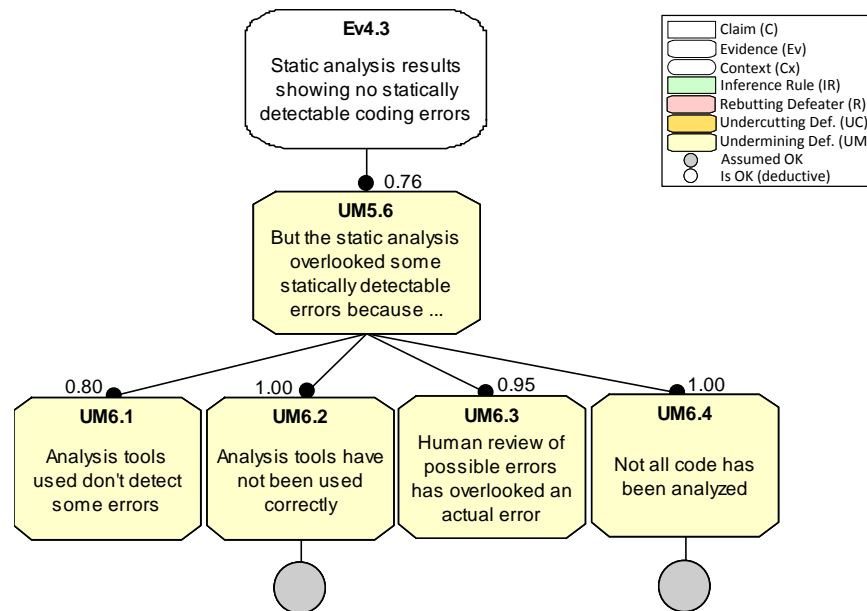 Ev4.3
Static analysis results
showing no statically
detectable coding errors
Claim (C)
Evidence (Ev)
Context (Cx)
Inference Rule (IR)
Rebutting Defeater (R)
Undercutting Def. (UC)
Undermining Def. (UM
Assumed OK
Is OK (deductive)
0.76
UM5.6
But the static analysis
overlooked some
statically detectable
errors because ...
0.80
1.00
0.95
1.00
UM6.1
Analysis tools
used don't detect
some errors
UM6.2
Analysis tools have
not been used
correctly
UM6.3
Human review of
possible errors
has overlooked an
actual error
UM6.4
Not all code has
been analyzed